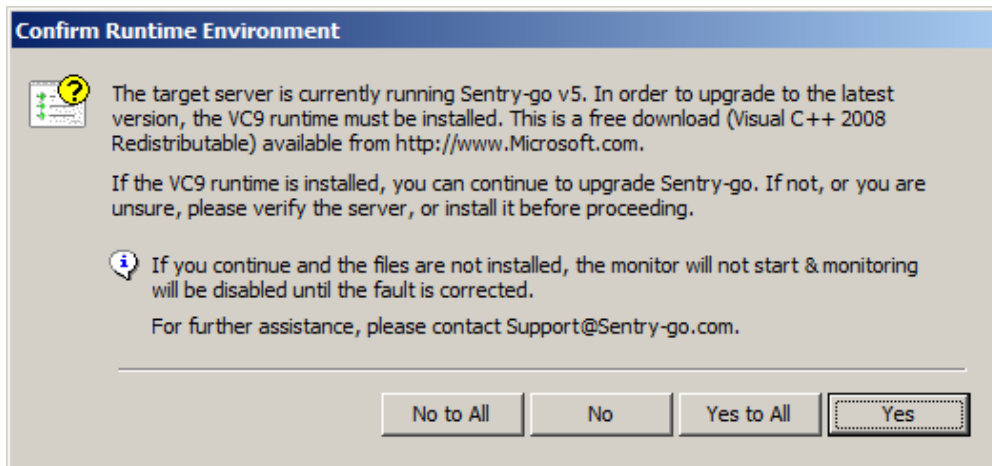 Confirm Runtime Environment
The target server is currently running Sentry-go v5. In order to upgrade to the latest
version, the VC9 runtime must be installed. This is a free download (Visual C++ 2008
Redistributable) available from http://www.Microsoft.com.
If the VC9 runtime is installed, you can continue to upgrade Sentry-go. If not, or you are
unsure, please verify the server, or install it before proceeding.
If you continue and the files are not installed, the monitor will not start & monitoring
will be disabled until the fault is corrected.
For further assistance, please contact Support@Sentry-go.com.
No to All
No
Yes to All
Yes